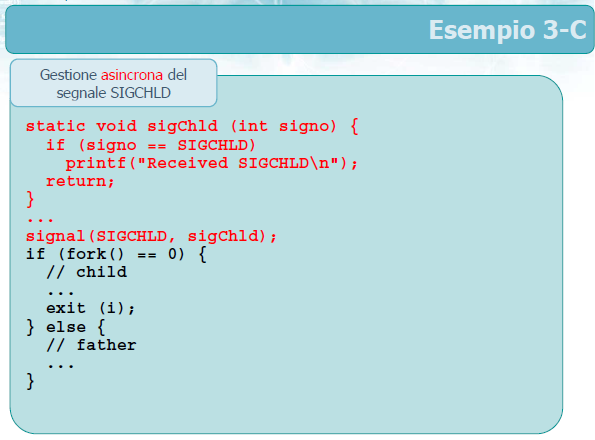 Esempio 3-C
Gestione asincrona del
segnale SIGCHLD
static void sigChld (int signo) {
  if (signo == SIGCHLD)
    printf("Received SIGCHLD\n");
  return;
}
...
signal(SIGCHLD, sigChld);
if (fork() == 0) {
  // child
  ...
  exit (i);
} else {
  // father
  ...
}